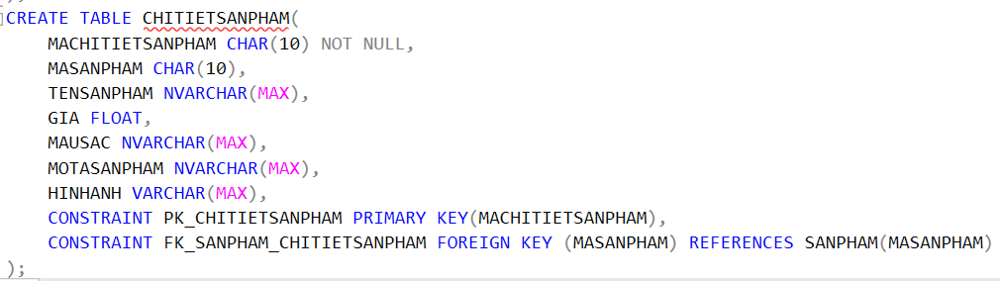 CREATE TABLE CHITIETSANPHAM(
MACHITIETSANPHAM CHAR(10) NOT NULL,
MASANPHAM CHAR(10),
TENSANPHAM NVARCHAR(MAX),
GIA FLOAT,
MAUSAC NVARCHAR(MAX),
MOTASANPHAM NVARCHAR(MAX),
HINHANH VARCHAR(MAX),
CONSTRAINT PK_CHITIETSANPHAM PRIMARY KEY(MACHITIETSANPHAM),
CONSTRAINT FK_SANPHAM_CHITIETSANPHAM FOREIGN KEY (MASANPHAM) REFERENCES SANPHAM(MASANPHAM)
);